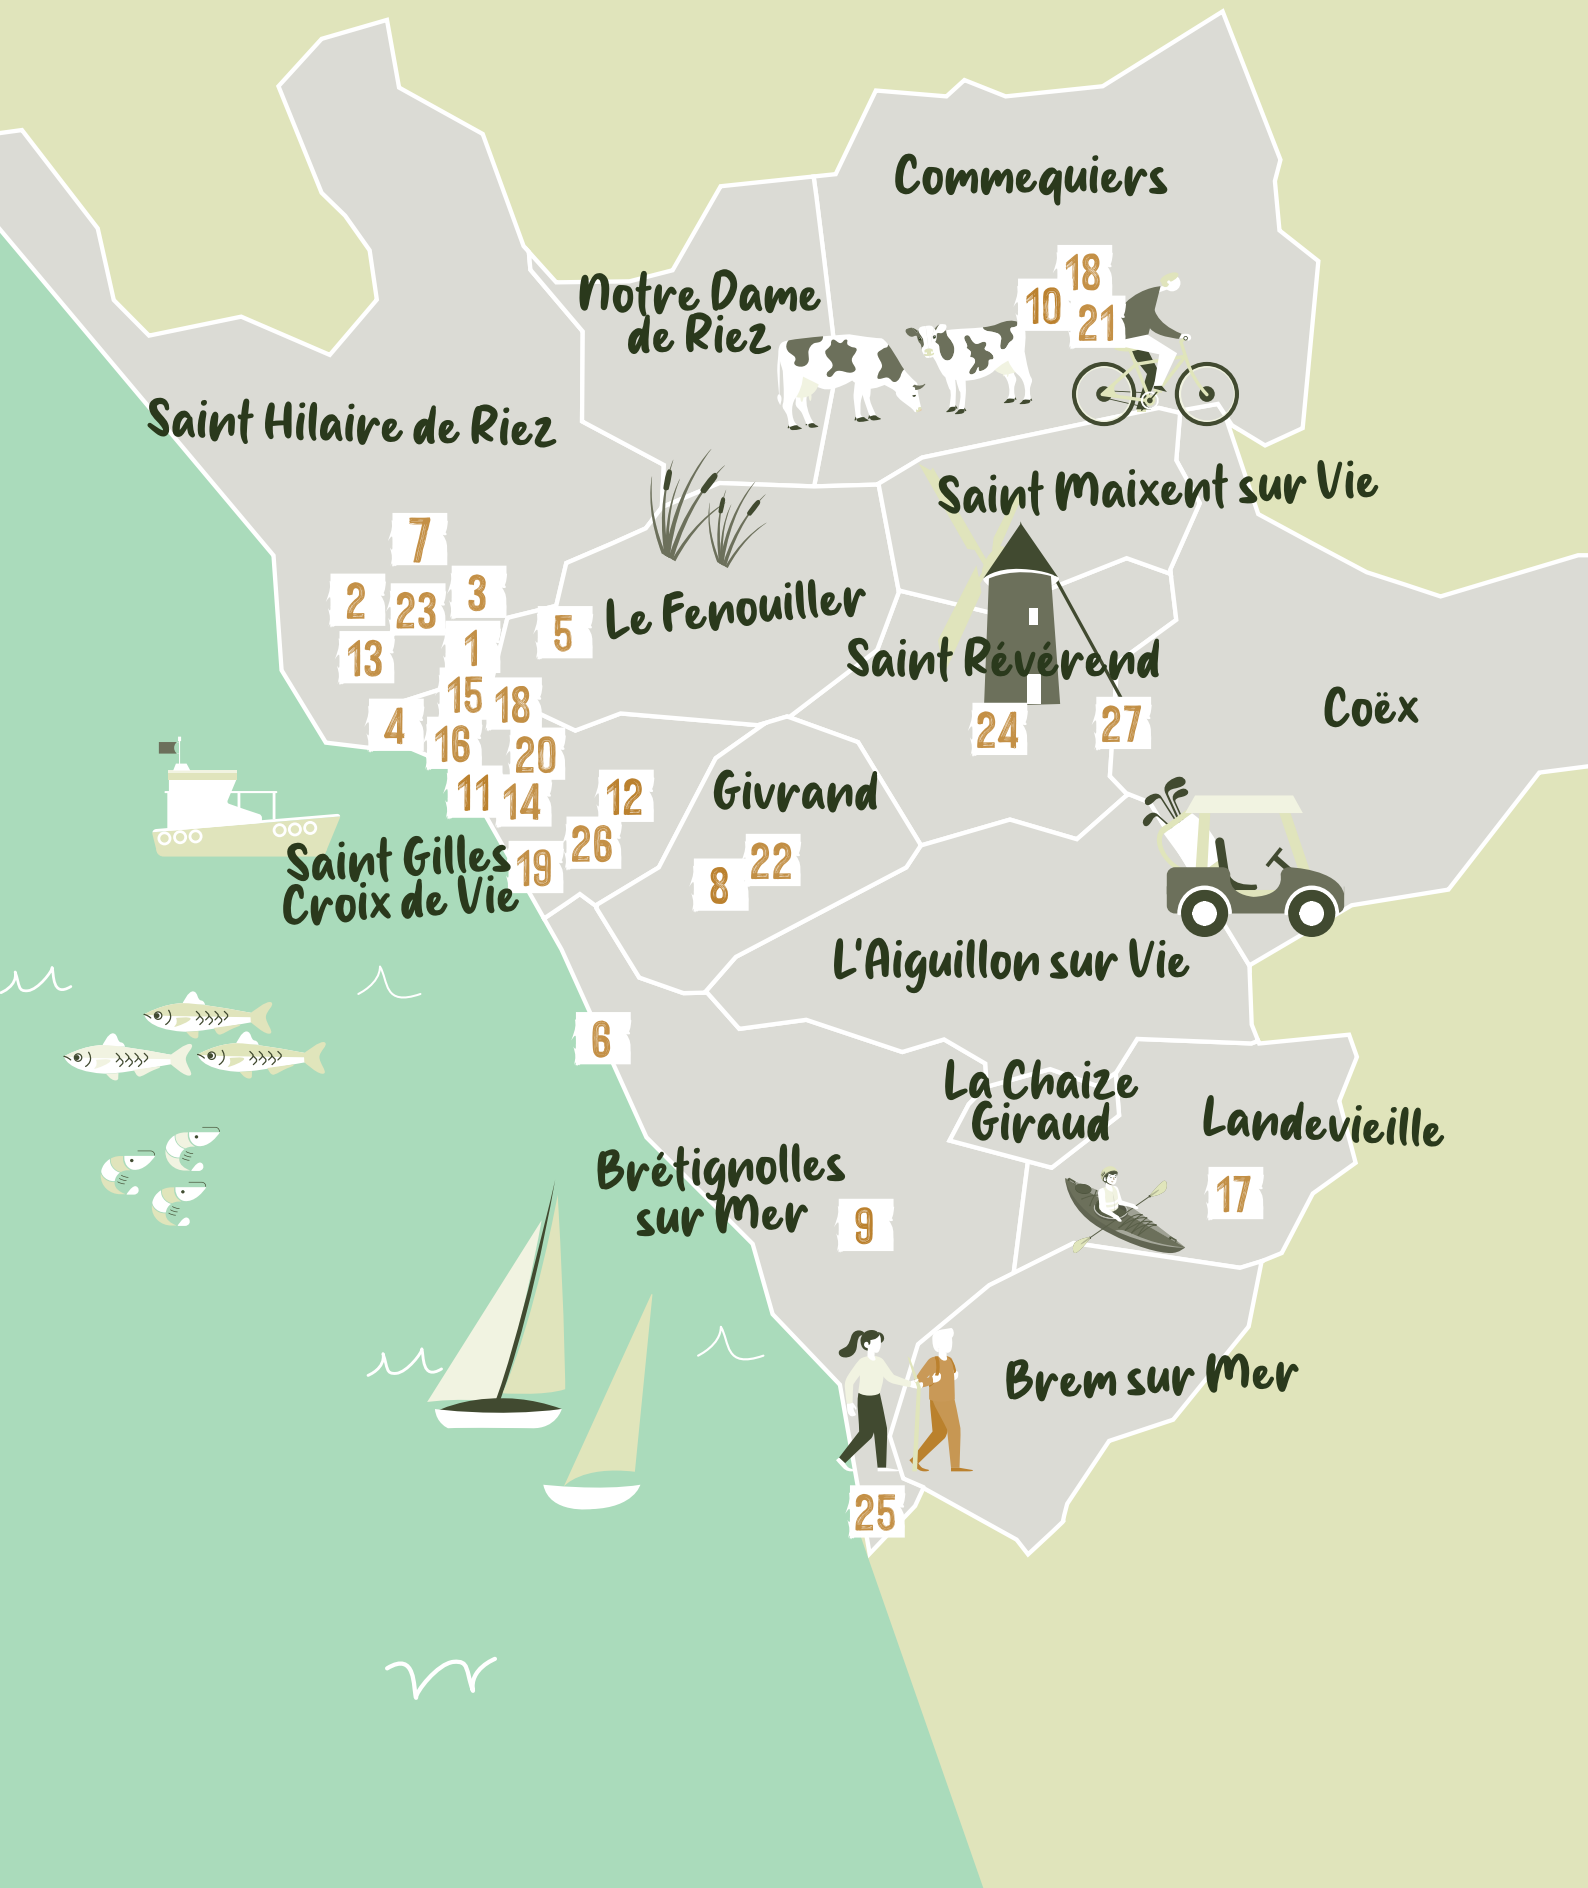 Commequiers
18
10
21
Notre Dame
de Riez
Saint Hilaire de Riez
Saint Maixent sur Vie
7
2
23
3
1
13
5
Le Fenouiller
15
18
4
16
20
11
14
12
26
19
Saint Révérend
24
27
Coëx
Givrand
22
8
Saint Gilles
Croix de Vie
L'Aiguillon sur Vie
6
La Chaize
Giraud
Landevieille
17
Brétignolles
sur Mer
9
Brem sur Mer
25